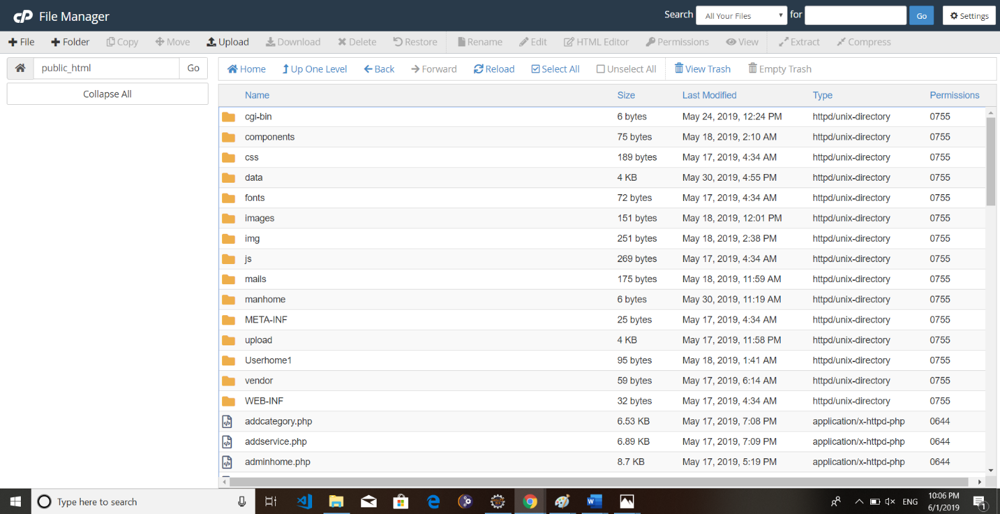 cP File Manager Search All Your Files for Go Settings
File Folder Copy Move Upload Download Delete Restore Rename Edit HTML Editor Permissions View Extract Compress
public_html Go Home Up One Level Back Forward Reload Select All Unselect All View Trash Empty Trash
Collapse All
Name Size Last Modified Type Permissions
cgi-bin 6 bytes May 24, 2019, 12:24 PM httpd/unix-directory 0755
components 75 bytes May 18, 2019, 2:10 AM httpd/unix-directory 0755
css 189 bytes May 17, 2019, 4:34 AM httpd/unix-directory 0755
data 4 KB May 30, 2019, 4:55 PM httpd/unix-directory 0755
fonts 72 bytes May 17, 2019, 4:34 AM httpd/unix-directory 0755
images 151 bytes May 18, 2019, 12:01 PM httpd/unix-directory 0755
img 251 bytes May 18, 2019, 2:38 PM httpd/unix-directory 0755
js 269 bytes May 17, 2019, 4:34 AM httpd/unix-directory 0755
mails 175 bytes May 18, 2019, 11:59 AM httpd/unix-directory 0755
manhome 6 bytes May 30, 2019, 11:19 AM httpd/unix-directory 0755
META-INF 25 bytes May 17, 2019, 4:34 AM httpd/unix-directory 0755
upload 4 KB May 17, 2019, 11:58 PM httpd/unix-directory 0755
Userhome1 95 bytes May 18, 2019, 1:41 AM httpd/unix-directory 0755
vendor 59 bytes May 17, 2019, 6:14 AM httpd/unix-directory 0755
WEB-INF 32 bytes May 17, 2019, 4:34 AM httpd/unix-directory 0755
addcategory.php 6.53 KB May 17, 2019, 7:08 PM application/x-httpd-php 0644
addservice.php 6.89 KB May 17, 2019, 7:09 PM application/x-httpd-php 0644
adminhome.php 8.7 KB May 17, 2019, 5:19 PM application/x-httpd-php 0644
Type here to search ENG 10:06 PM
6/1/2019 1